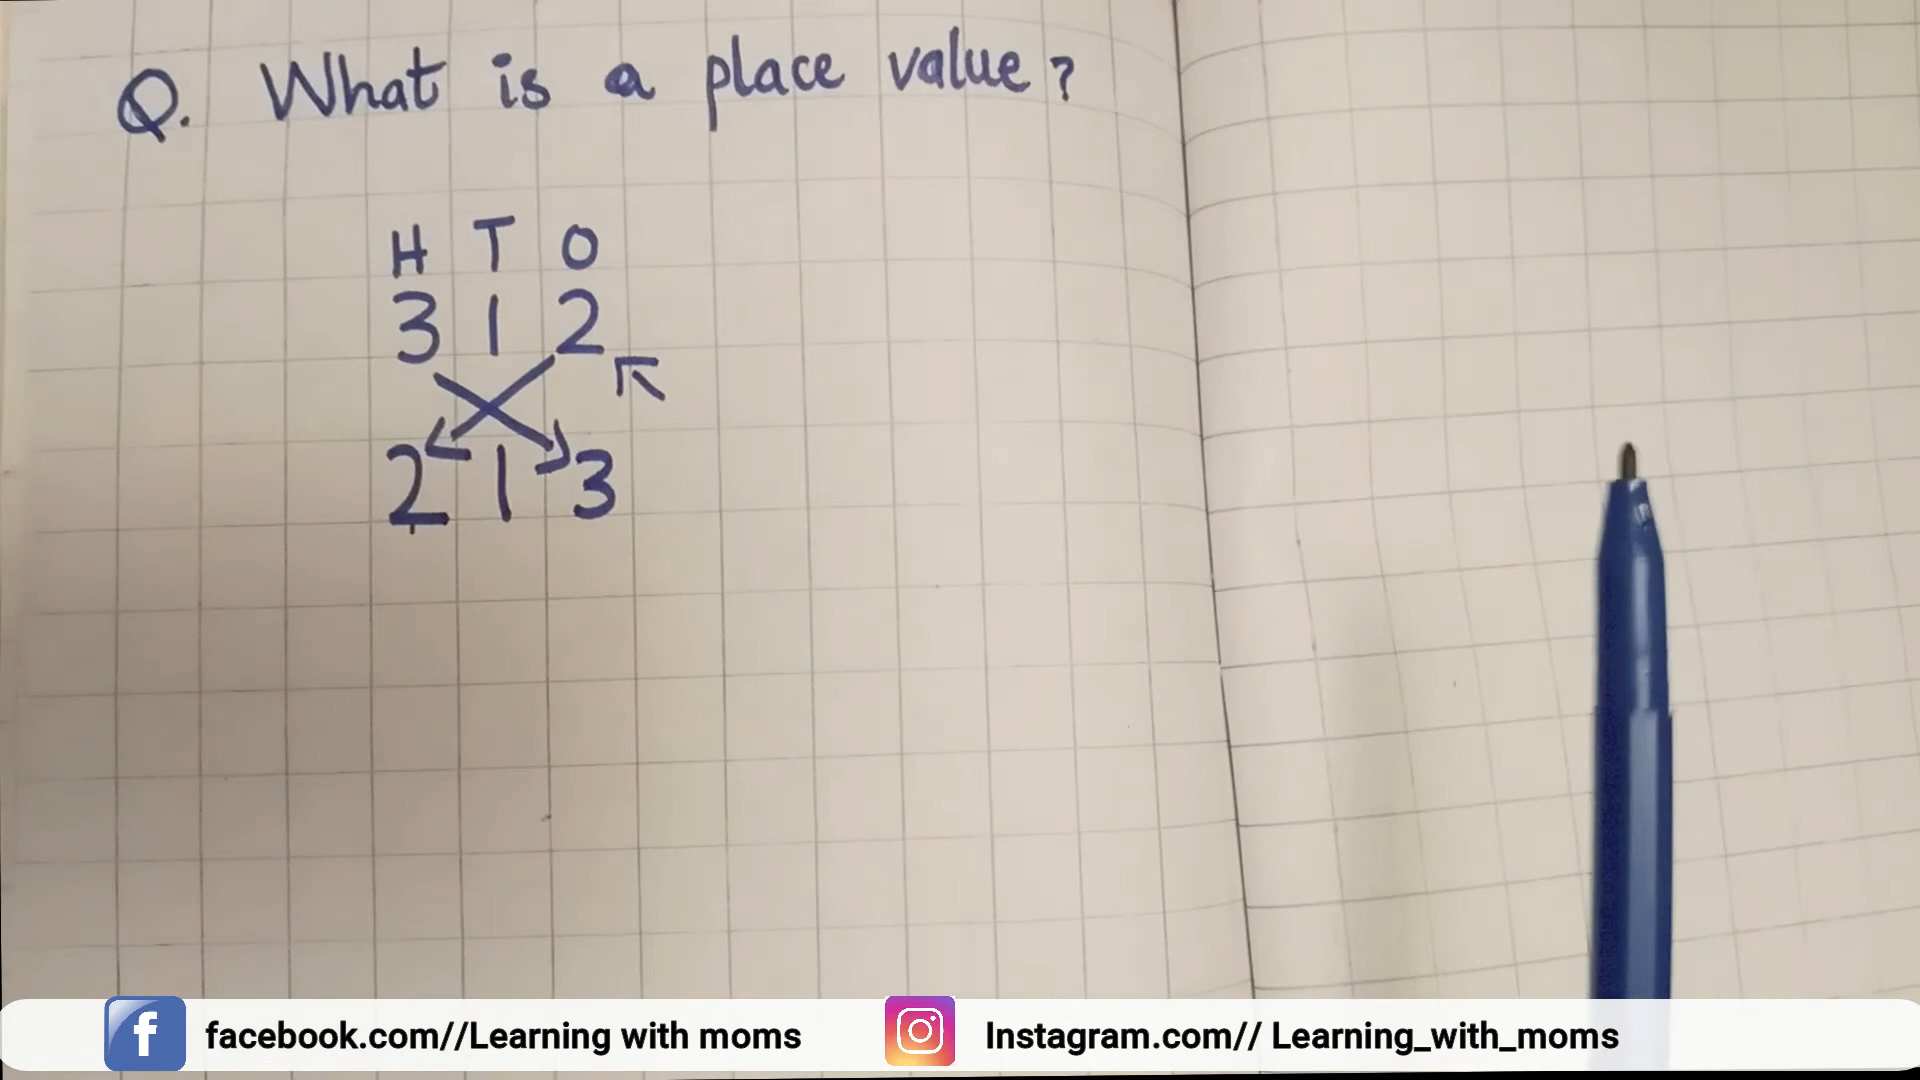 Q. What is a place value?
H T O
3 1 2
2 1 3
facebook.com//Learning with moms
Instagram.com// Learning_with_moms